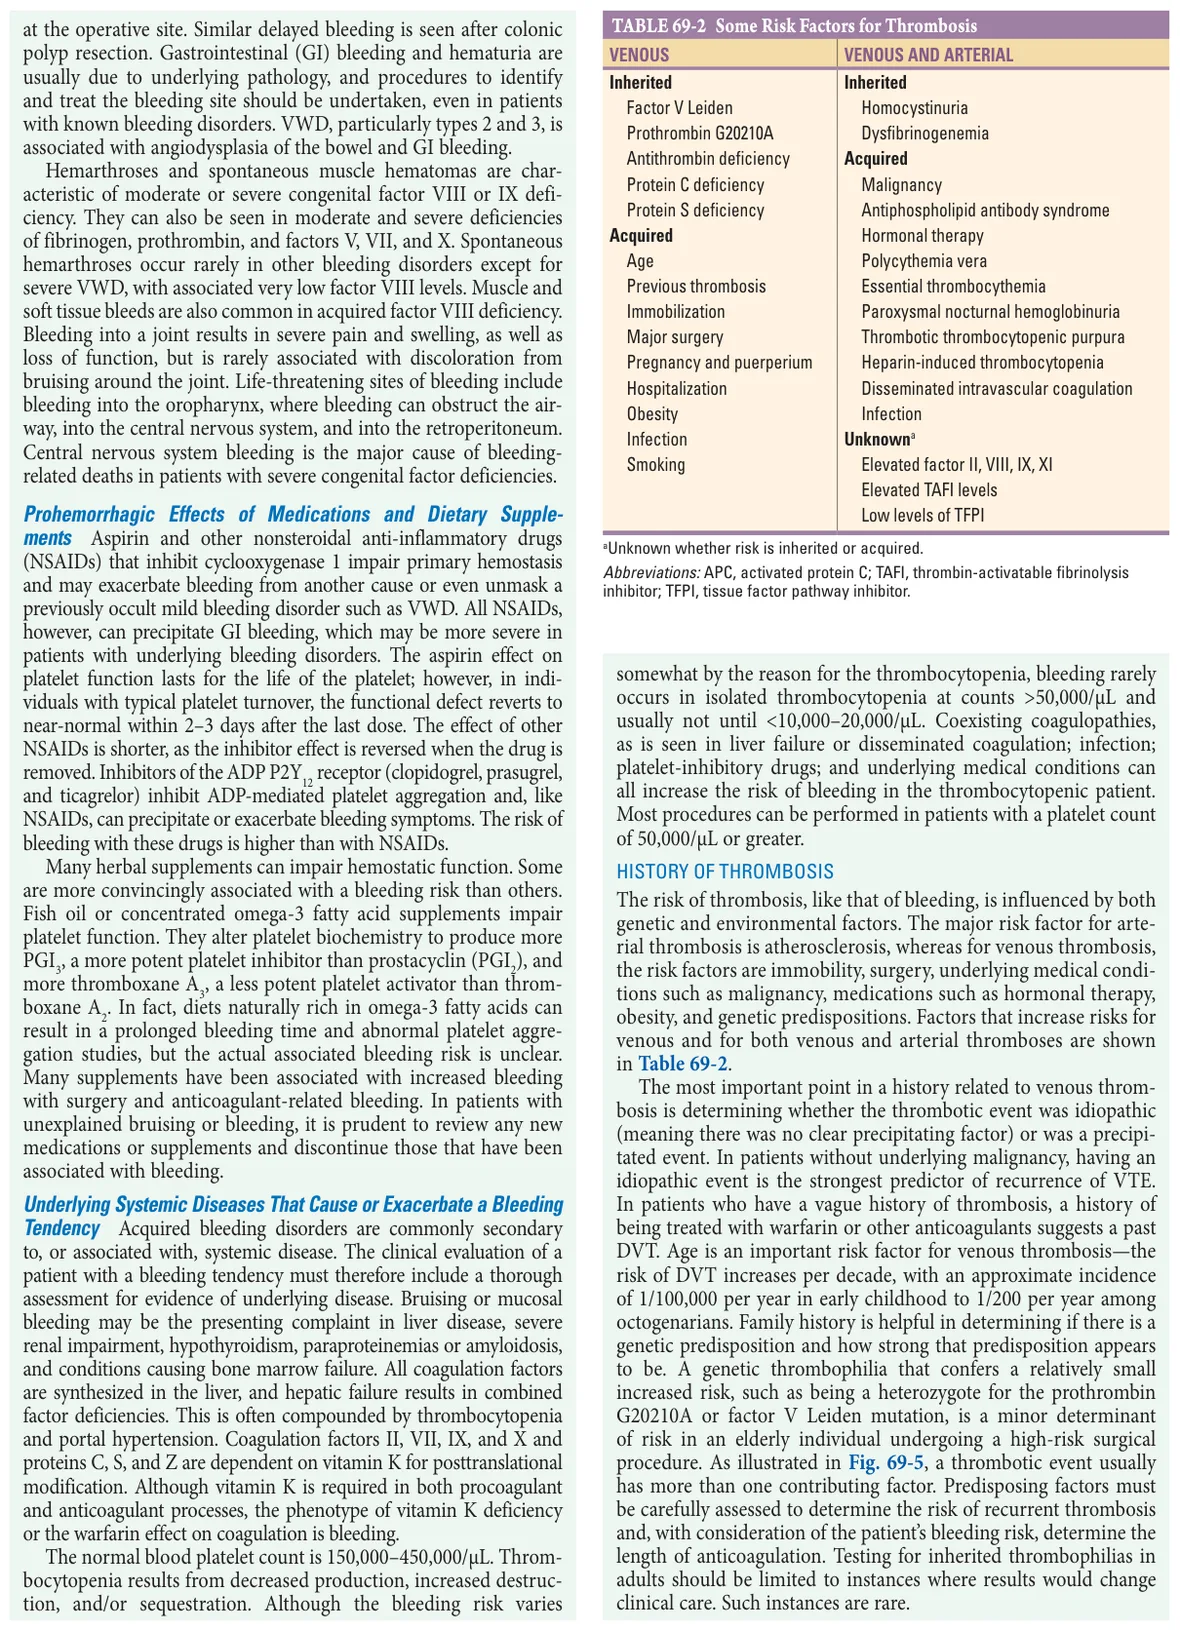 at the operative site. Similar delayed bleeding is seen after colonic
polyp resection. Gastrointestinal (GI) bleeding and hematuria are
usually due to underlying pathology, and procedures to identify
and treat the bleeding site should be undertaken, even in patients
with known bleeding disorders. VWD, particularly types 2 and 3, is
associated with angiodysplasia of the bowel and GI bleeding.
Hemarthroses and spontaneous muscle hematomas are char-
acteristic of moderate or severe congenital factor VIII or IX defi-
ciency. They can also be seen in moderate and severe deficiencies
of fibrinogen, prothrombin, and factors V, VII, and X. Spontaneous
hemarthroses occur rarely in other bleeding disorders except for
severe VWD, with associated very low factor VIII levels. Muscle and
soft tissue bleeds are also common in acquired factor VIII deficiency.
Bleeding into a joint results in severe pain and swelling, as well as
loss of function, but is rarely associated with discoloration from
bruising around the joint. Life-threatening sites of bleeding include
bleeding into the oropharynx, where bleeding can obstruct the air-
way, into the central nervous system, and into the retroperitoneum.
Central nervous system bleeding is the major cause of bleeding-
related deaths in patients with severe congenital factor deficiencies.
Prohemorrhagic Effects of Medications and Dietary Supple-
ments Aspirin and other nonsteroidal anti-inflammatory drugs
(NSAIDs) that inhibit cyclooxygenase 1 impair primary hemostasis
and may exacerbate bleeding from another cause or even unmask a
previously occult mild bleeding disorder such as VWD. All NSAIDs,
however, can precipitate GI bleeding, which may be more severe in
patients with underlying bleeding disorders. The aspirin effect on
platelet function lasts for the life of the platelet; however, in indi-
viduals with typical platelet turnover, the functional defect reverts to
near-normal within 2–3 days after the last dose. The effect of other
NSAIDs is shorter, as the inhibitor effect is reversed when the drug is
removed. Inhibitors of the ADP P2Y₁₂ receptor (clopidogrel, prasugrel,
and ticagrelor) inhibit ADP-mediated platelet aggregation and, like
NSAIDs, can precipitate or exacerbate bleeding symptoms. The risk of
bleeding with these drugs is higher than with NSAIDs.
Many herbal supplements can impair hemostatic function. Some
are more convincingly associated with a bleeding risk than others.
Fish oil or concentrated omega-3 fatty acid supplements impair
platelet function. They alter platelet biochemistry to produce more
PGI₃, a more potent platelet inhibitor than prostacyclin (PGI₂), and
more thromboxane A₃, a less potent platelet activator than throm-
boxane A₂. In fact, diets naturally rich in omega-3 fatty acids can
result in a prolonged bleeding time and abnormal platelet aggre-
gation studies, but the actual associated bleeding risk is unclear.
Many supplements have been associated with increased bleeding
with surgery and anticoagulant-related bleeding. In patients with
unexplained bruising or bleeding, it is prudent to review any new
medications or supplements and discontinue those that have been
associated with bleeding.
Underlying Systemic Diseases That Cause or Exacerbate a Bleeding
Tendency Acquired bleeding disorders are commonly secondary
to, or associated with, systemic disease. The clinical evaluation of a
patient with a bleeding tendency must therefore include a thorough
assessment for evidence of underlying disease. Bruising or mucosal
bleeding may be the presenting complaint in liver disease, severe
renal impairment, hypothyroidism, paraproteinemias or amyloidosis,
and conditions causing bone marrow failure. All coagulation factors
are synthesized in the liver, and hepatic failure results in combined
factor deficiencies. This is often compounded by thrombocytopenia
and portal hypertension. Coagulation factors II, VII, IX, and X and
proteins C, S, and Z are dependent on vitamin K for posttranslational
modification. Although vitamin K is required in both procoagulant
and anticoagulant processes, the phenotype of vitamin K deficiency
or the warfarin effect on coagulation is bleeding.
The normal blood platelet count is 150,000–450,000/μL. Throm-
bocytopenia results from decreased production, increased destruc-
tion, and/or sequestration. Although the bleeding risk varies
TABLE 69-2 Some Risk Factors for Thrombosis
VENOUS
Inherited
Factor V Leiden
Prothrombin G20210A
Antithrombin deficiency
Protein C deficiency
Protein S deficiency
Acquired
Age
Previous thrombosis
Immobilization
Major surgery
Pregnancy and puerperium
Hospitalization
Obesity
Infection
Smoking
VENOUS AND ARTERIAL
Inherited
Homocystinuria
Dysfibrinogenemia
Acquired
Malignancy
Antiphospholipid antibody syndrome
Hormonal therapy
Polycythemia vera
Essential thrombocythemia
Paroxysmal nocturnal hemoglobinuria
Thrombotic thrombocytopenic purpura
Heparin-induced thrombocytopenia
Disseminated intravascular coagulation
Infection
Unknownᵃ
Elevated factor II, VIII, IX, XI
Elevated TAFI levels
Low levels of TFPI
ᵃUnknown whether risk is inherited or acquired.
Abbreviations: APC, activated protein C; TAFI, thrombin-activatable fibrinolysis
inhibitor; TFPI, tissue factor pathway inhibitor.
somewhat by the reason for the thrombocytopenia, bleeding rarely
occurs in isolated thrombocytopenia at counts >50,000/μL and
usually not until <10,000–20,000/μL. Coexisting coagulopathies,
as is seen in liver failure or disseminated coagulation; infection;
platelet-inhibitory drugs; and underlying medical conditions can
all increase the risk of bleeding in the thrombocytopenic patient.
Most procedures can be performed in patients with a platelet count
of 50,000/μL or greater.
HISTORY OF THROMBOSIS
The risk of thrombosis, like that of bleeding, is influenced by both
genetic and environmental factors. The major risk factor for arte-
rial thrombosis is atherosclerosis, whereas for venous thrombosis,
the risk factors are immobility, surgery, underlying medical condi-
tions such as malignancy, medications such as hormonal therapy,
obesity, and genetic predispositions. Factors that increase risks for
venous and for both venous and arterial thromboses are shown
in Table 69-2.
The most important point in a history related to venous throm-
bosis is determining whether the thrombotic event was idiopathic
(meaning there was no clear precipitating factor) or was a precipi-
tated event. In patients without underlying malignancy, having an
idiopathic event is the strongest predictor of recurrence of VTE.
In patients who have a vague history of thrombosis, a history of
being treated with warfarin or other anticoagulants suggests a past
DVT. Age is an important risk factor for venous thrombosis—the
risk of DVT increases per decade, with an approximate incidence
of 1/100,000 per year in early childhood to 1/200 per year among
octogenarians. Family history is helpful in determining if there is a
genetic predisposition and how strong that predisposition appears
to be. A genetic thrombophilia that confers a relatively small
increased risk, such as being a heterozygote for the prothrombin
G20210A or factor V Leiden mutation, is a minor determinant
of risk in an elderly individual undergoing a high-risk surgical
procedure. As illustrated in Fig. 69-5, a thrombotic event usually
has more than one contributing factor. Predisposing factors must
be carefully assessed to determine the risk of recurrent thrombosis
and, with consideration of the patient’s bleeding risk, determine the
length of anticoagulation. Testing for inherited thrombophilias in
adults should be limited to instances where results would change
clinical care. Such instances are rare.